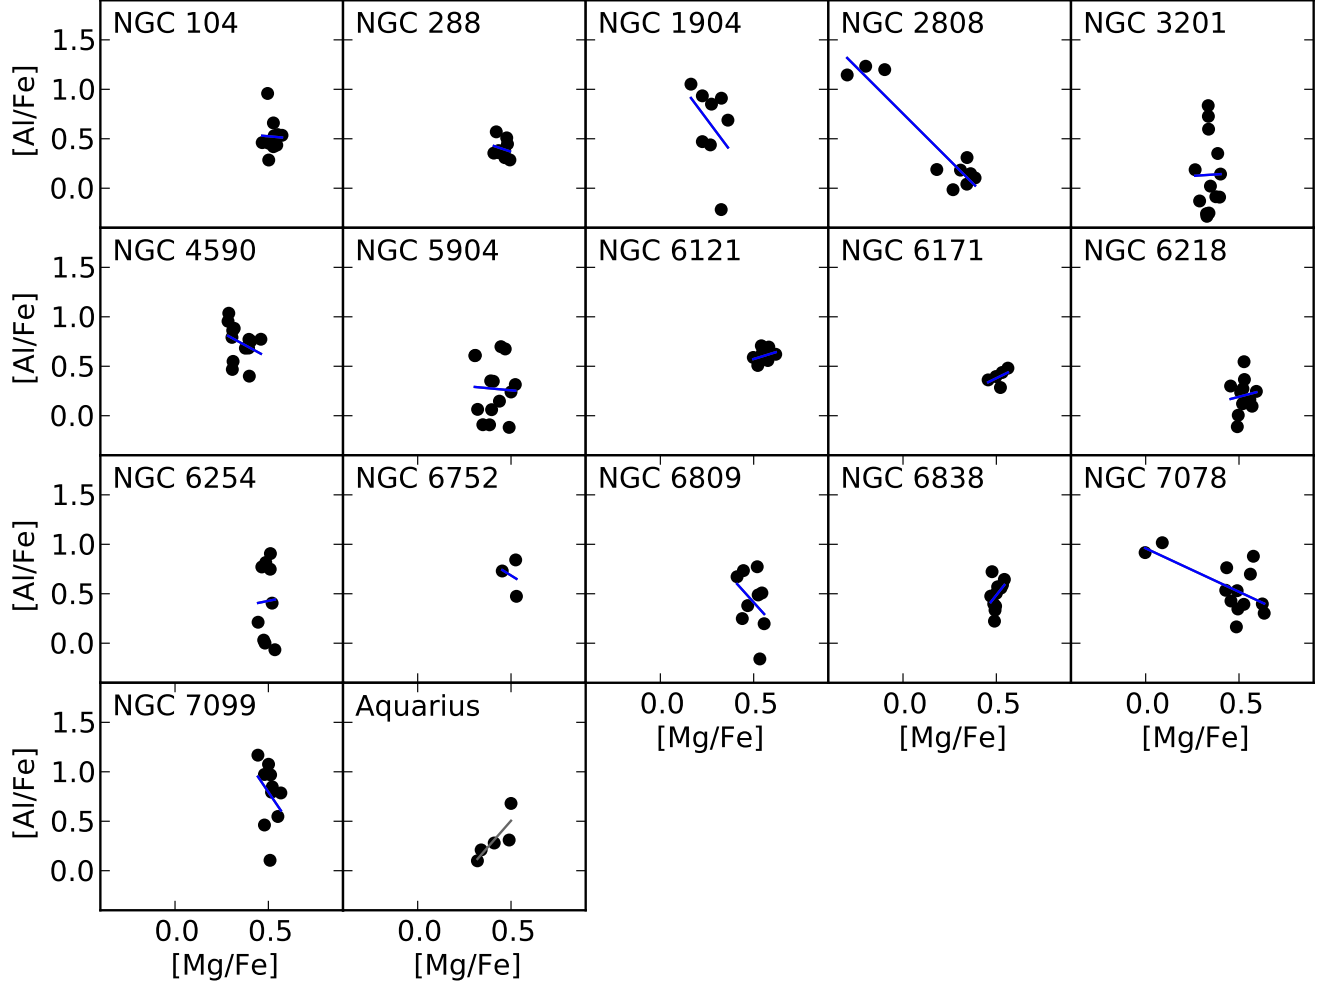 NGC 104 NGC 288 NGC 1904 NGC 2808 NGC 3201
1.5
1.0
0.5
0.0
[Al/Fe]
NGC 4590 NGC 5904 NGC 6121 NGC 6171 NGC 6218
1.5
1.0
0.5
0.0
[Al/Fe]
NGC 6254 NGC 6752 NGC 6809 NGC 6838 NGC 7078
1.5
1.0
0.5
0.0
[Al/Fe]
0.0 0.5 0.0 0.5 0.0 0.5
[Mg/Fe] [Mg/Fe] [Mg/Fe]
NGC 7099 Aquarius
1.5
1.0
0.5
0.0
[Al/Fe]
0.0 0.5 0.0 0.5
[Mg/Fe] [Mg/Fe]